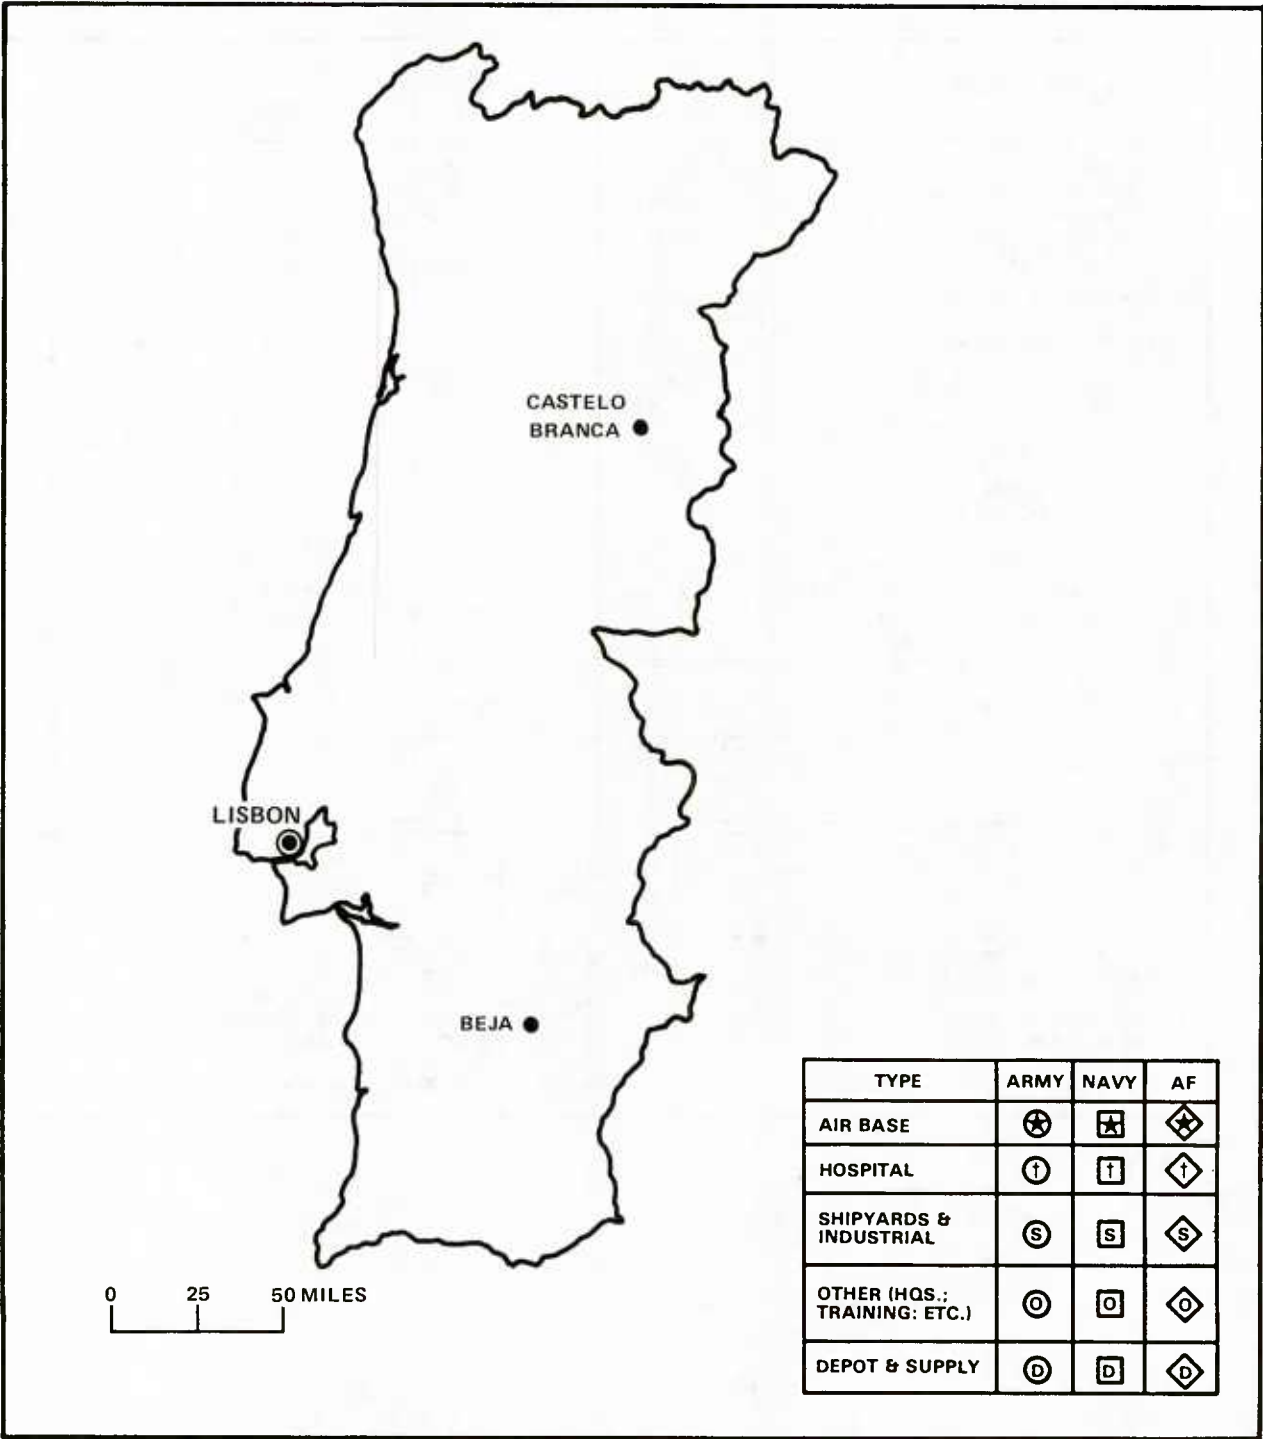 CASTELO
BRANCA
LISBON
BEJA
0 25 50 MILES
TYPE ARMY NAVY AF
AIR BASE
HOSPITAL † † †
SHIPYARDS &
INDUSTRIAL S S S
OTHER (HQS.;
TRAINING: ETC.) O O O
DEPOT & SUPPLY D D D